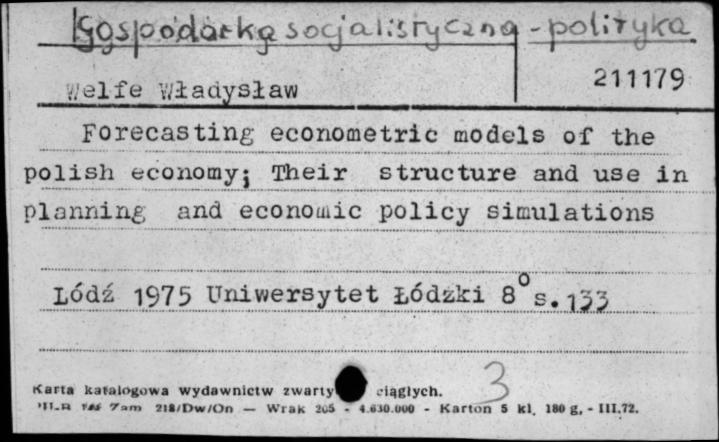 Gospodarka socjalistyczna - polityka
211179
Welfe Władysław
Forecasting econometric models of the
polish economy; Their structure and use in
planning and economic policy simulations
Łódź 1975 Uniwersytet Łódzki 8° s.133
3
Karta katalogowa wydawnictw zwarty ciągłych.
Zam 218/Dw/On — Wrak 205 - 4.630.000 - Karton 5 kl. 180 g, - III.72.